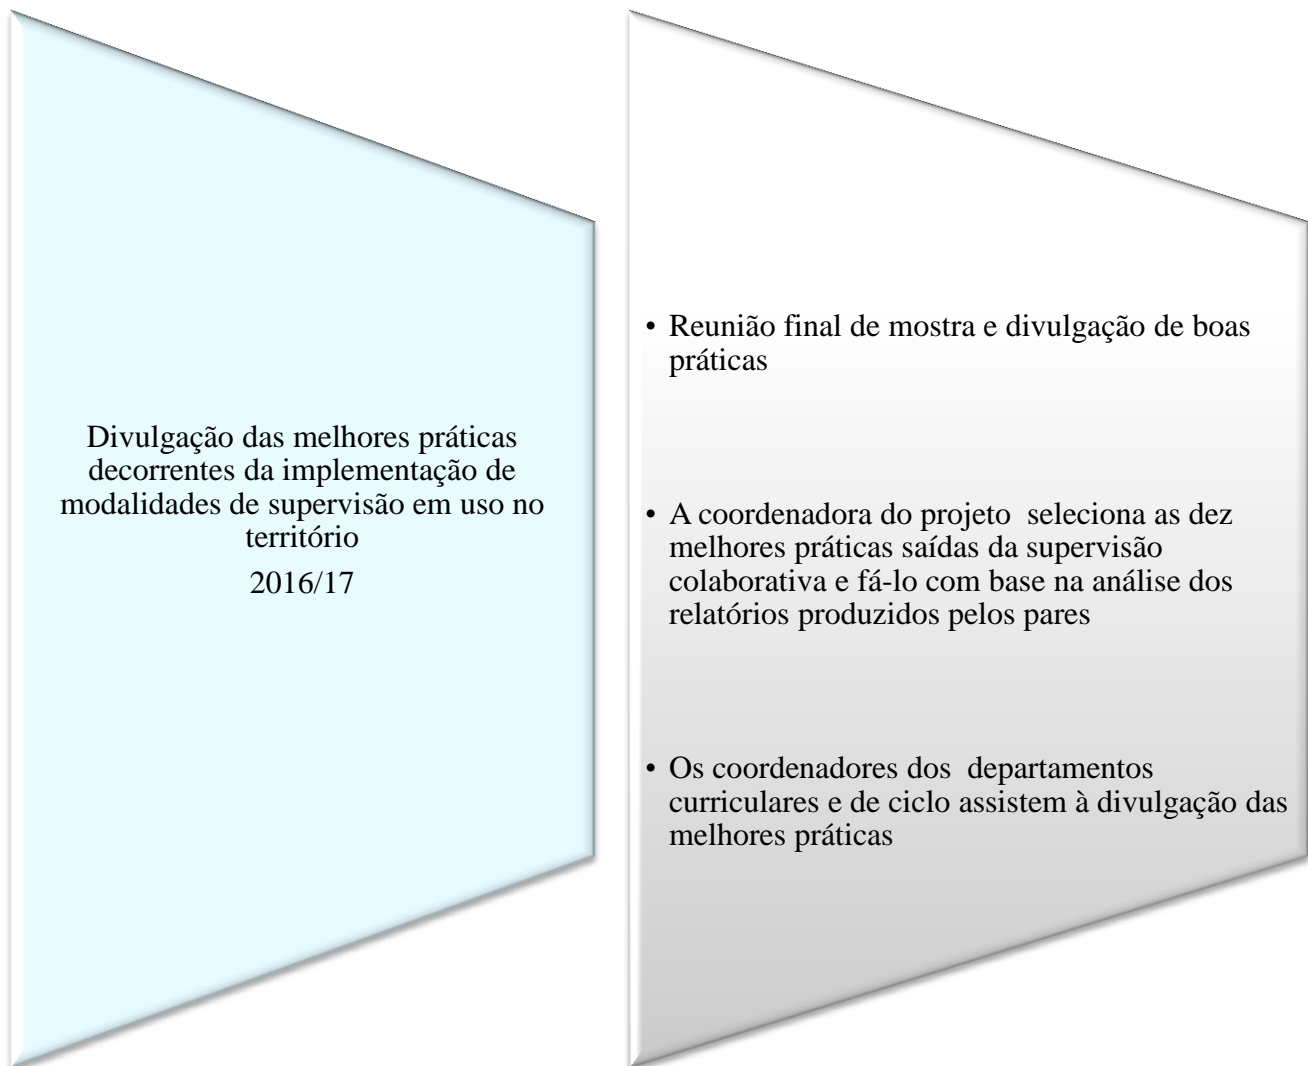 Divulgação das melhores práticas
decorrentes da implementação de
modalidades de supervisão em uso no
território
2016/17
• Reunião final de mostra e divulgação de boas
práticas
• A coordenadora do projeto  seleciona as dez
melhores práticas saídas da supervisão
colaborativa e fá-lo com base na análise dos
relatórios produzidos pelos pares
• Os coordenadores dos  departamentos
curriculares e de ciclo assistem à divulgação das
melhores práticas